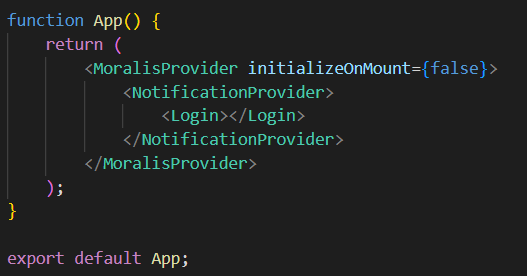 function App() {
    return (
        <MoralisProvider initializeOnMount={false}>
            <NotificationProvider>
                <Login></Login>
            </NotificationProvider>
        </MoralisProvider>
    );
}

export default App;